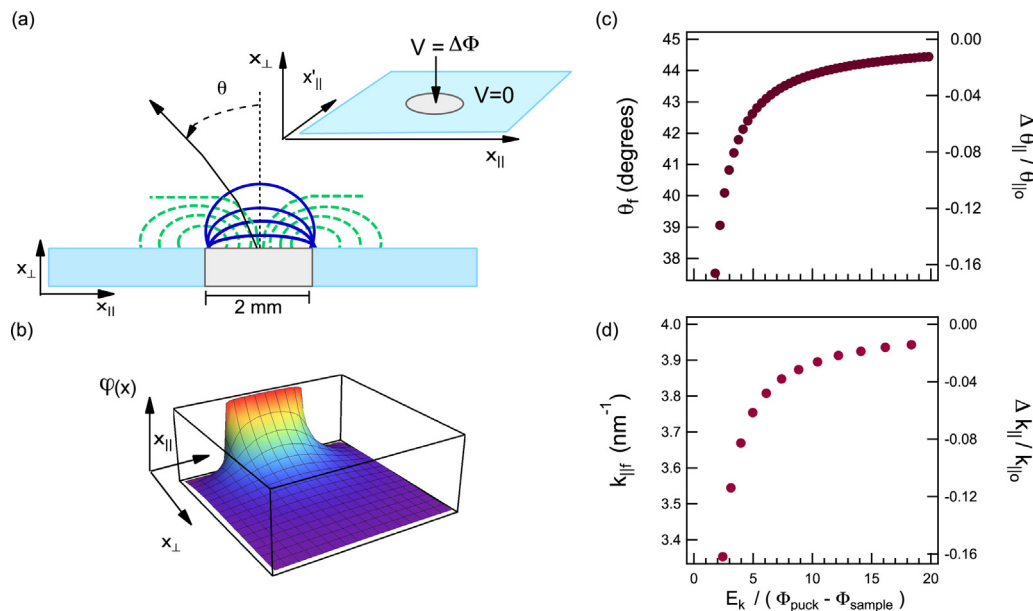 (a)
x⊥
x'||
V = ΔΦ
V=0
x||
θ
x⊥
x||
2 mm
(b)
φ(x)
x||
x⊥
(c)
45
44
43
42
41
40
39
38
θf (degrees)
0.00
-0.04
-0.08
-0.12
-0.16
Δ θ|| / θ||o
(d)
4.0
3.9
3.8
3.7
3.6
3.5
3.4
k||f (nm⁻¹)
0.00
-0.04
-0.08
-0.12
-0.16
Δ k|| / k||o
0 5 10 15 20
Ek / ( Φpuck - Φsample )